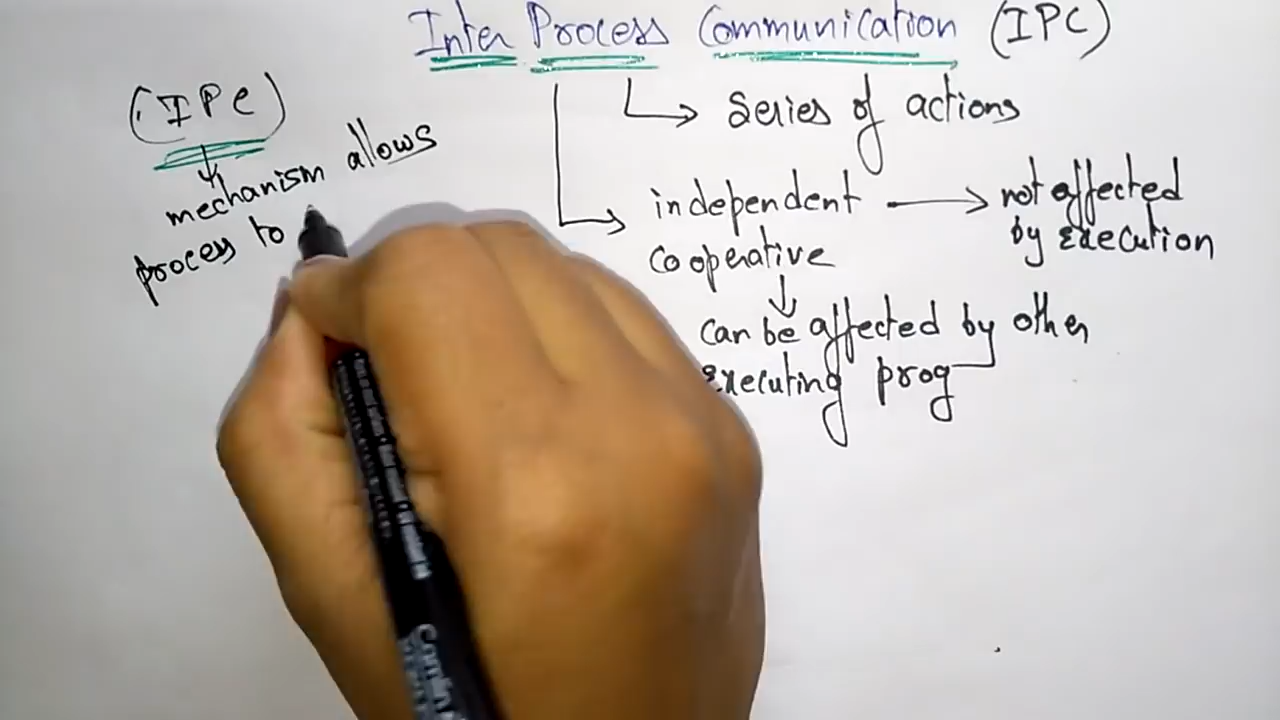 Inter Process Communication (IPC)
(IPC)
mechanism allows
process to
series of actions
independent → not affected
by execution
cooperative
can be affected by other
executing prog